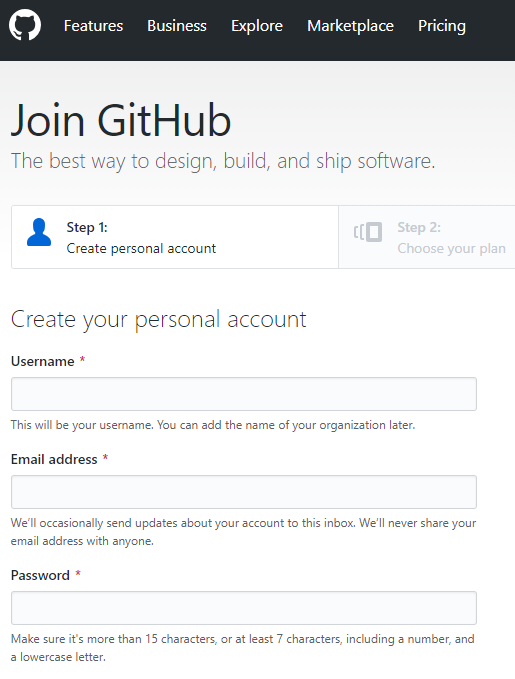 Features Business Explore Marketplace Pricing
Join GitHub
The best way to design, build, and ship software.
Step 1:
Create personal account
Step 2:
Choose your plan
Create your personal account
Username *
This will be your username. You can add the name of your organization later.
Email address *
We’ll occasionally send updates about your account to this inbox. We’ll never share your
email address with anyone.
Password *
Make sure it's more than 15 characters, or at least 7 characters, including a number, and
a lowercase letter.